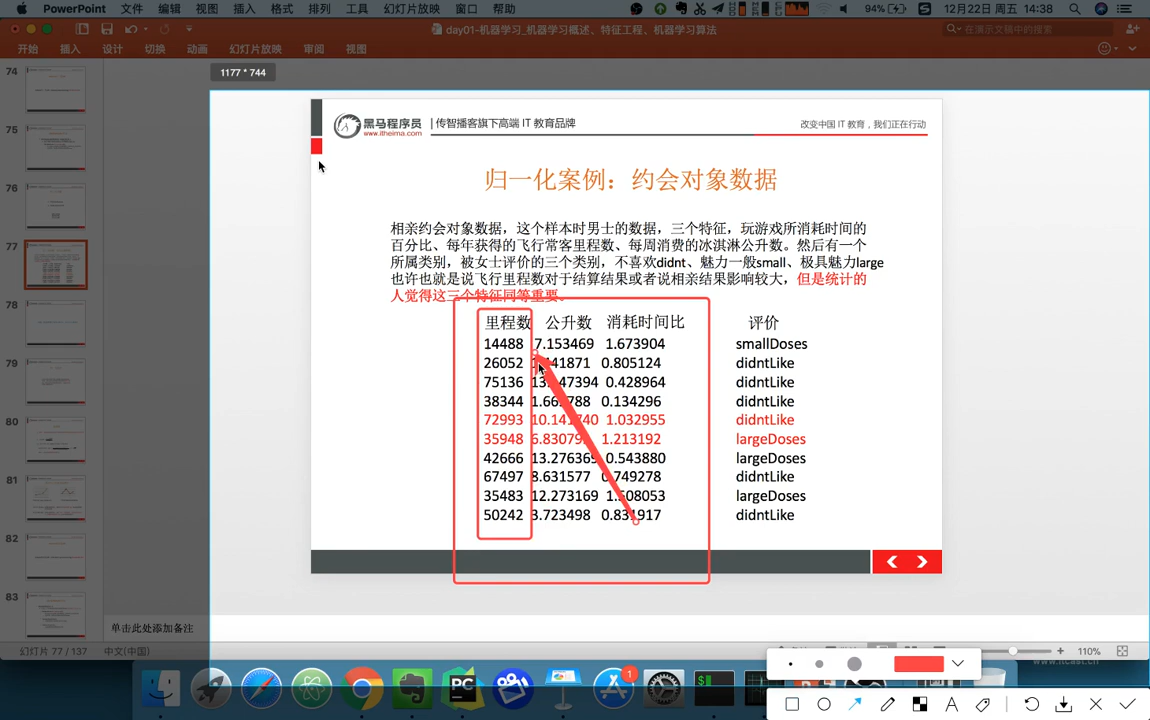 PowerPoint 文件 编辑 视图 插入 格式 排列 工具 幻灯片放映 窗口 帮助 94% 12月22日 周五 14:38
day01-机器学习_机器学习概述、特征工程、机器学习算法
在演示文稿中的搜索
开始 插入 设计 切换 动画 幻灯片放映 审阅 视图
1177 * 744
74
75
76
77
78
79
80
81
82
83
黑马程序员
www.itheima.com
传智播客旗下高端 IT 教育品牌
改变中国 IT 教育，我们正在行动
归一化案例：约会对象数据
相亲约会对象数据，这个样本时男士的数据，三个特征，玩游戏所消耗时间的
百分比、每年获得的飞行常客里程数、每周消费的冰淇淋公升数。然后有一个
所属类别，被女士评价的三个类别，不喜欢didnt、魅力一般small、极具魅力large
也许也就是说飞行里程数对于结算结果或者说相亲结果影响较大，但是统计的
人觉得这三个特征同等重要。
里程数 公升数 消耗时间比 评价
14488 7.153469 1.673904 smallDoses
26052 0.805124 didntLike
75136 0.428964 didntLike
38344 0.134296 didntLike
72993 1.032955 didntLike
35948 1.213192 largeDoses
42666 13.276369 0.543880 largeDoses
67497 8.631577 0.749278 didntLike
35483 12.273169 largeDoses
50242 3.723498 didntLike
单击此处添加备注
幻灯片 77 / 137 中文(中国)
110%
www.itcast.cn
PC
1
A